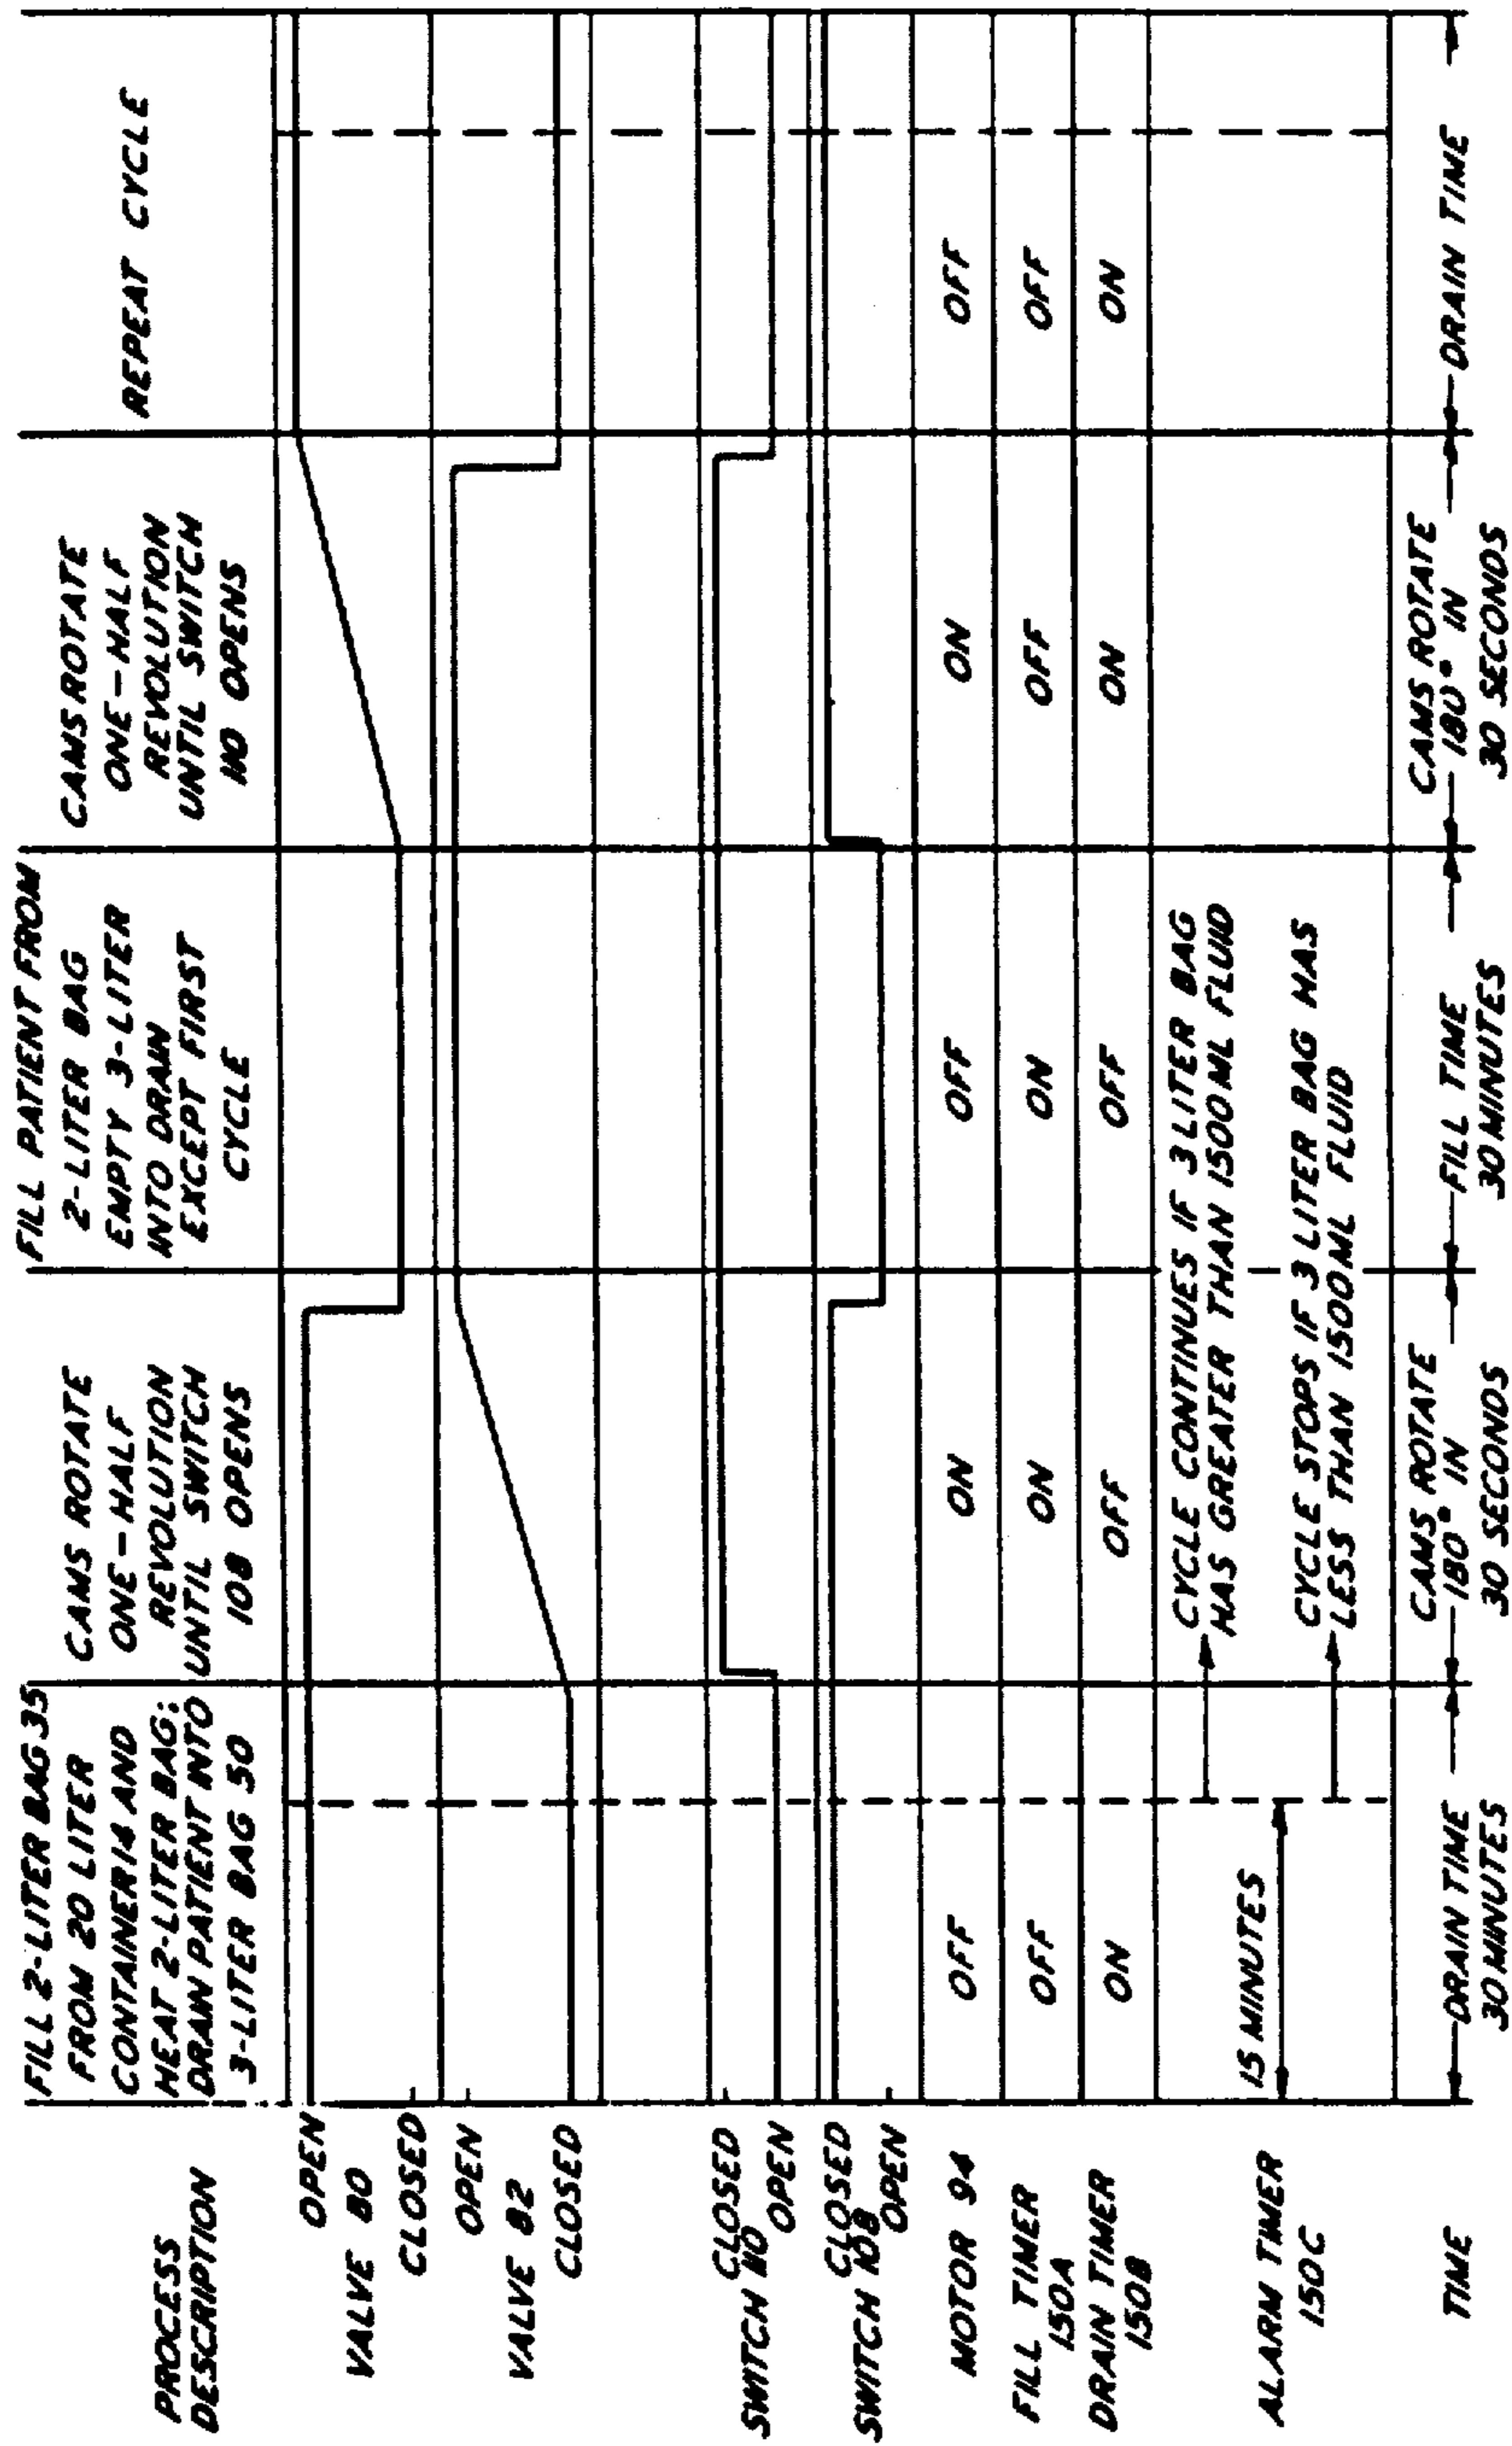 PROCESS
DESCRIPTION
FILL 2-LITER BAG 35
FROM 20 LITER
CONTAINER 14 AND
HEAT 2-LITER BAG:
DRAIN PATIENT INTO
3-LITER BAG 50
CAMS ROTATE
ONE-HALF
REVOLUTION
UNTIL SWITCH
108 OPENS
FILL PATIENT FROM
2-LITER BAG
EMPTY 3-LITER
INTO DRAIN
EXCEPT FIRST
CYCLE
CAMS ROTATE
ONE-HALF
REVOLUTION
UNTIL SWITCH
110 OPENS
REPEAT CYCLE
OPEN
VALVE 80
CLOSED
OPEN
VALVE 82
CLOSED
CLOSED
SWITCH 110
OPEN
CLOSED
SWITCH 108
OPEN
MOTOR 94
OFF
ON
OFF
ON
OFF
FILL TIMER
150A
OFF
ON
ON
OFF
OFF
DRAIN TIMER
150B
ON
OFF
OFF
ON
ON
ALARM TIMER
150C
15 MINUTES
CYCLE CONTINUES IF 3 LITER BAG
HAS GREATER THAN 1500 ML FLUID
CYCLE STOPS IF 3 LITER BAG HAS
LESS THAN 1500 ML FLUID
TIME
DRAIN TIME
30 MINUTES
CAMS ROTATE
180° IN
30 SECONDS
FILL TIME
30 MINUTES
CAMS ROTATE
180° IN
30 SECONDS
DRAIN TIME